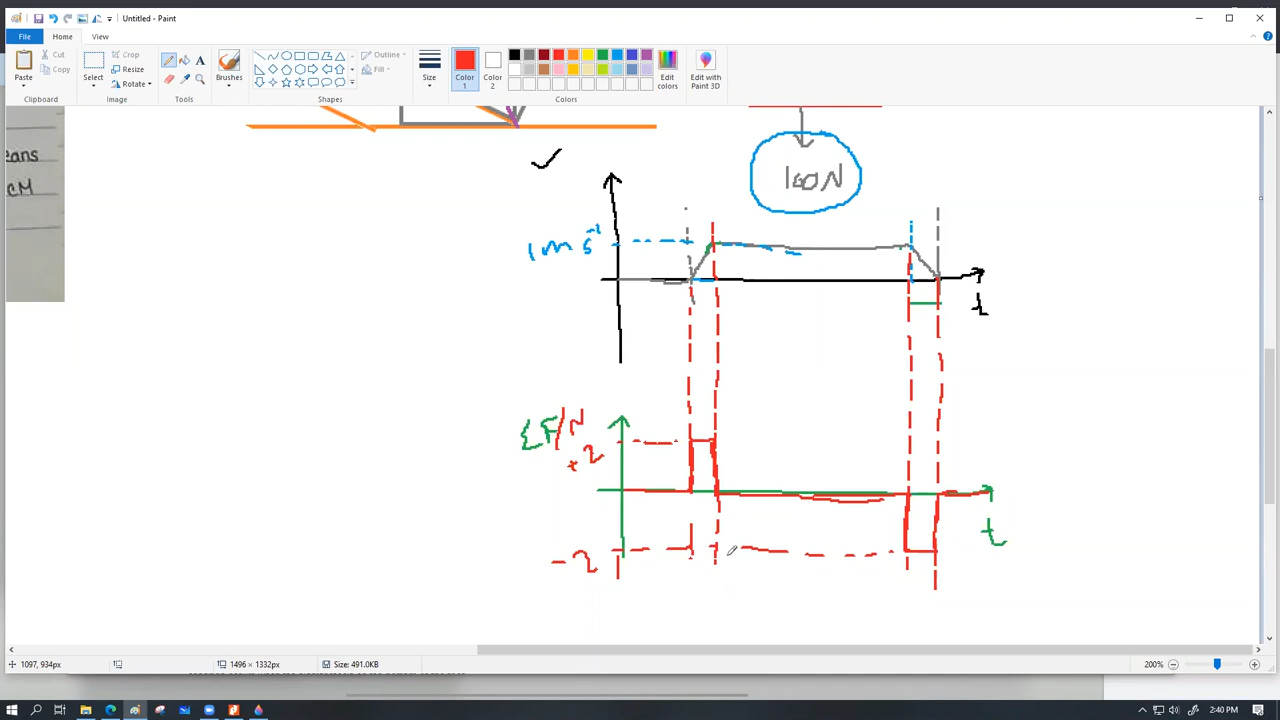 Untitled - Paint
File
Home
View
Paste
Cut
Copy
Clipboard
Select
Crop
Resize
Rotate
Image
A
Tools
Brushes
Shapes
Outline
Fill
Size
Color
1
Color
2
Edit
colors
Colors
Edit with
Paint 3D
eans
CM
160N
1ms⁻¹
t
ΣF/N
+2
t
-2
1097, 934px
1496 × 1332px
Size: 491.0KB
200%
2:40 PM